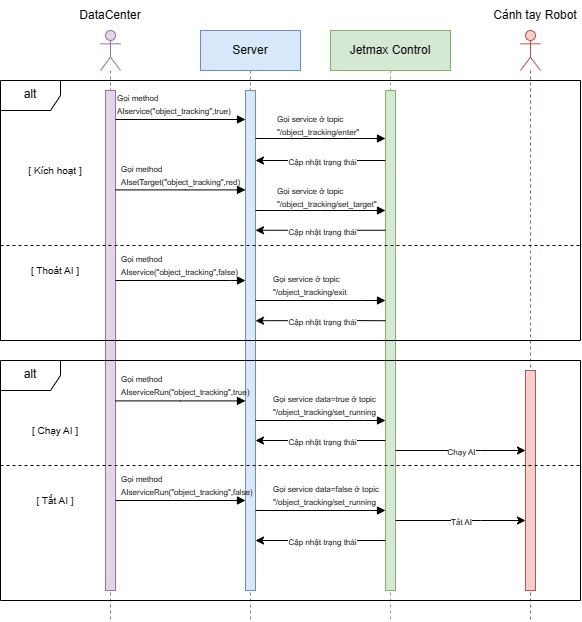 DataCenter
Server
Jetmax Control
Cánh tay Robot
alt
Gọi method
AIservice("object_tracking",true)
Gọi service ở topic
"/object_tracking/enter"
Cập nhật trạng thái
[ Kích hoạt ]
Gọi method
AIsetTarget("object_tracking",red)
Gọi service ở topic
"/object_tracking/set_target"
Cập nhật trạng thái
[ Thoát AI ]
Gọi method
AIservice("object_tracking",false)
Gọi service ở topic
"/object_tracking/exit
Cập nhật trạng thái
alt
Gọi method
AIserviceRun("object_tracking",true)
Gọi service data=true ở topic
"/object_tracking/set_running
Cập nhật trạng thái
[ Chạy AI ]
Chạy AI
Gọi method
AIserviceRun("object_tracking",false)
Gọi service data=false ở topic
"/object_tracking/set_running
[ Tắt AI ]
Tắt AI
Cập nhật trạng thái